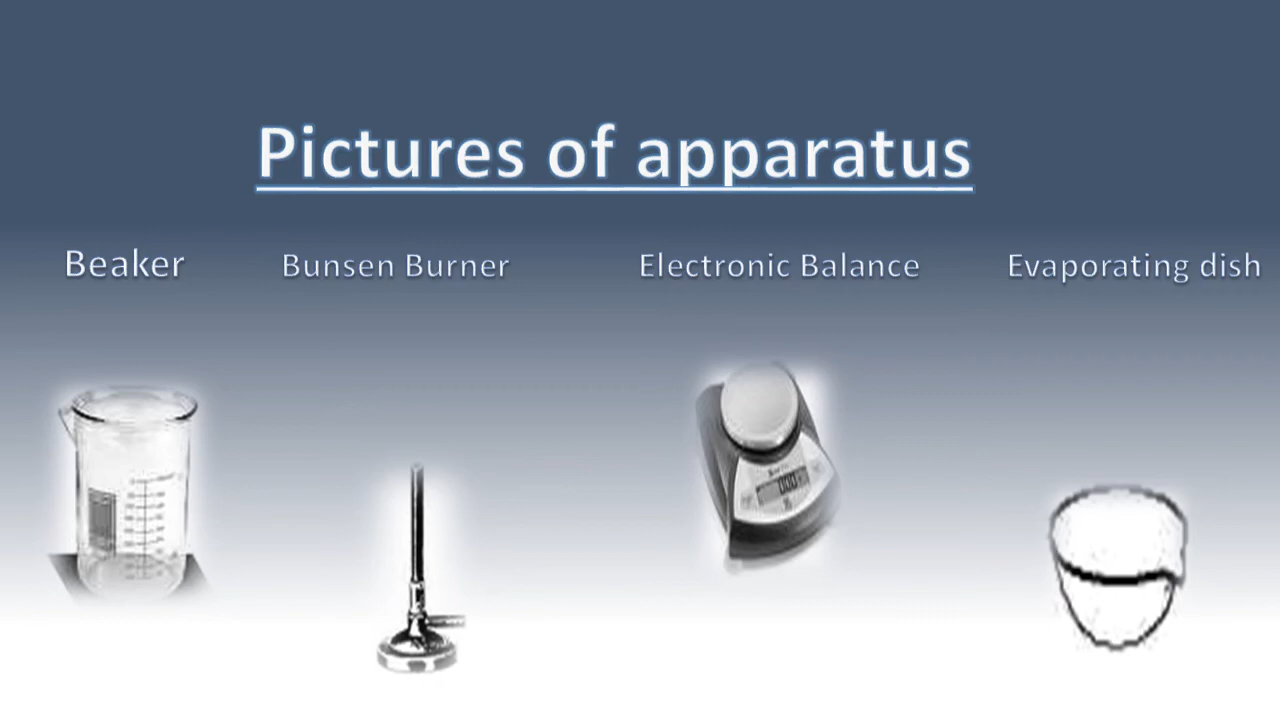 Pictures of apparatus
Beaker
Bunsen Burner
Electronic Balance
Evaporating dish